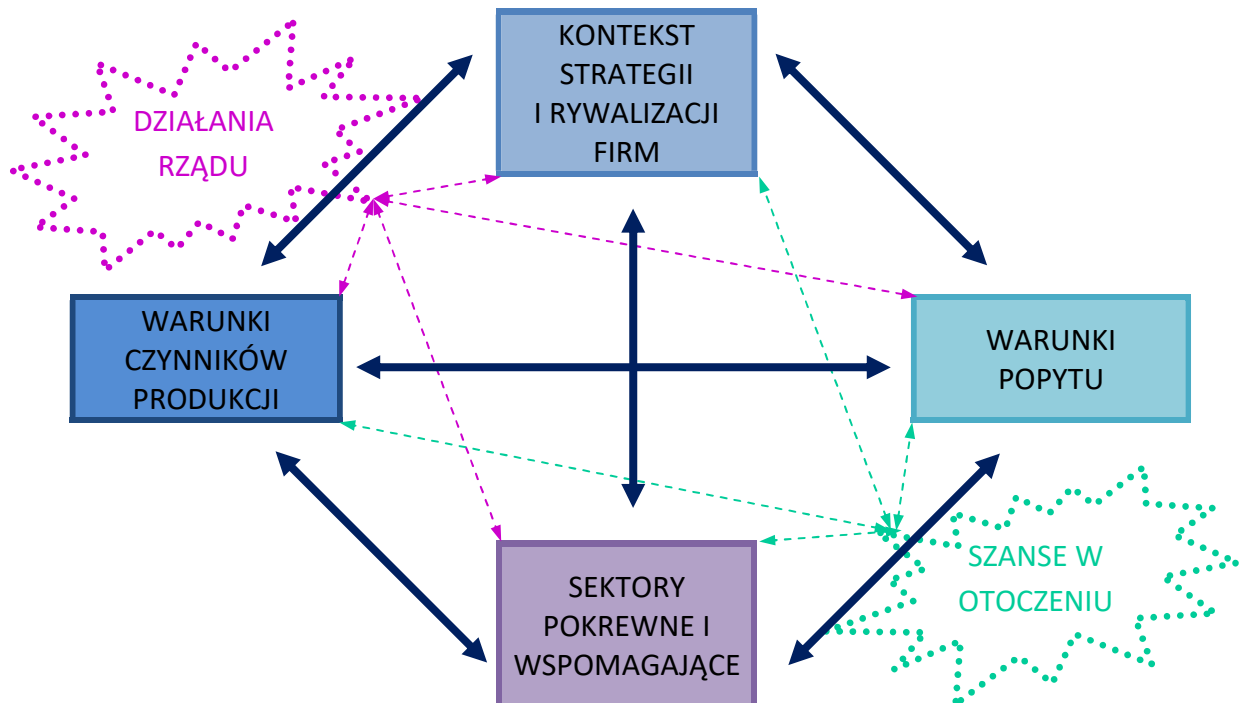 KONTEKST
STRATEGII
I RYWALIZACJI
FIRM
DZIAŁANIA
RZĄDU
WARUNKI
CZYNNIKÓW
PRODUKCJI
WARUNKI
POPYTU
SEKTORY
POKREWNE I
WSPOMAGAJĄCE
SZANSE W
OTOCZENIU